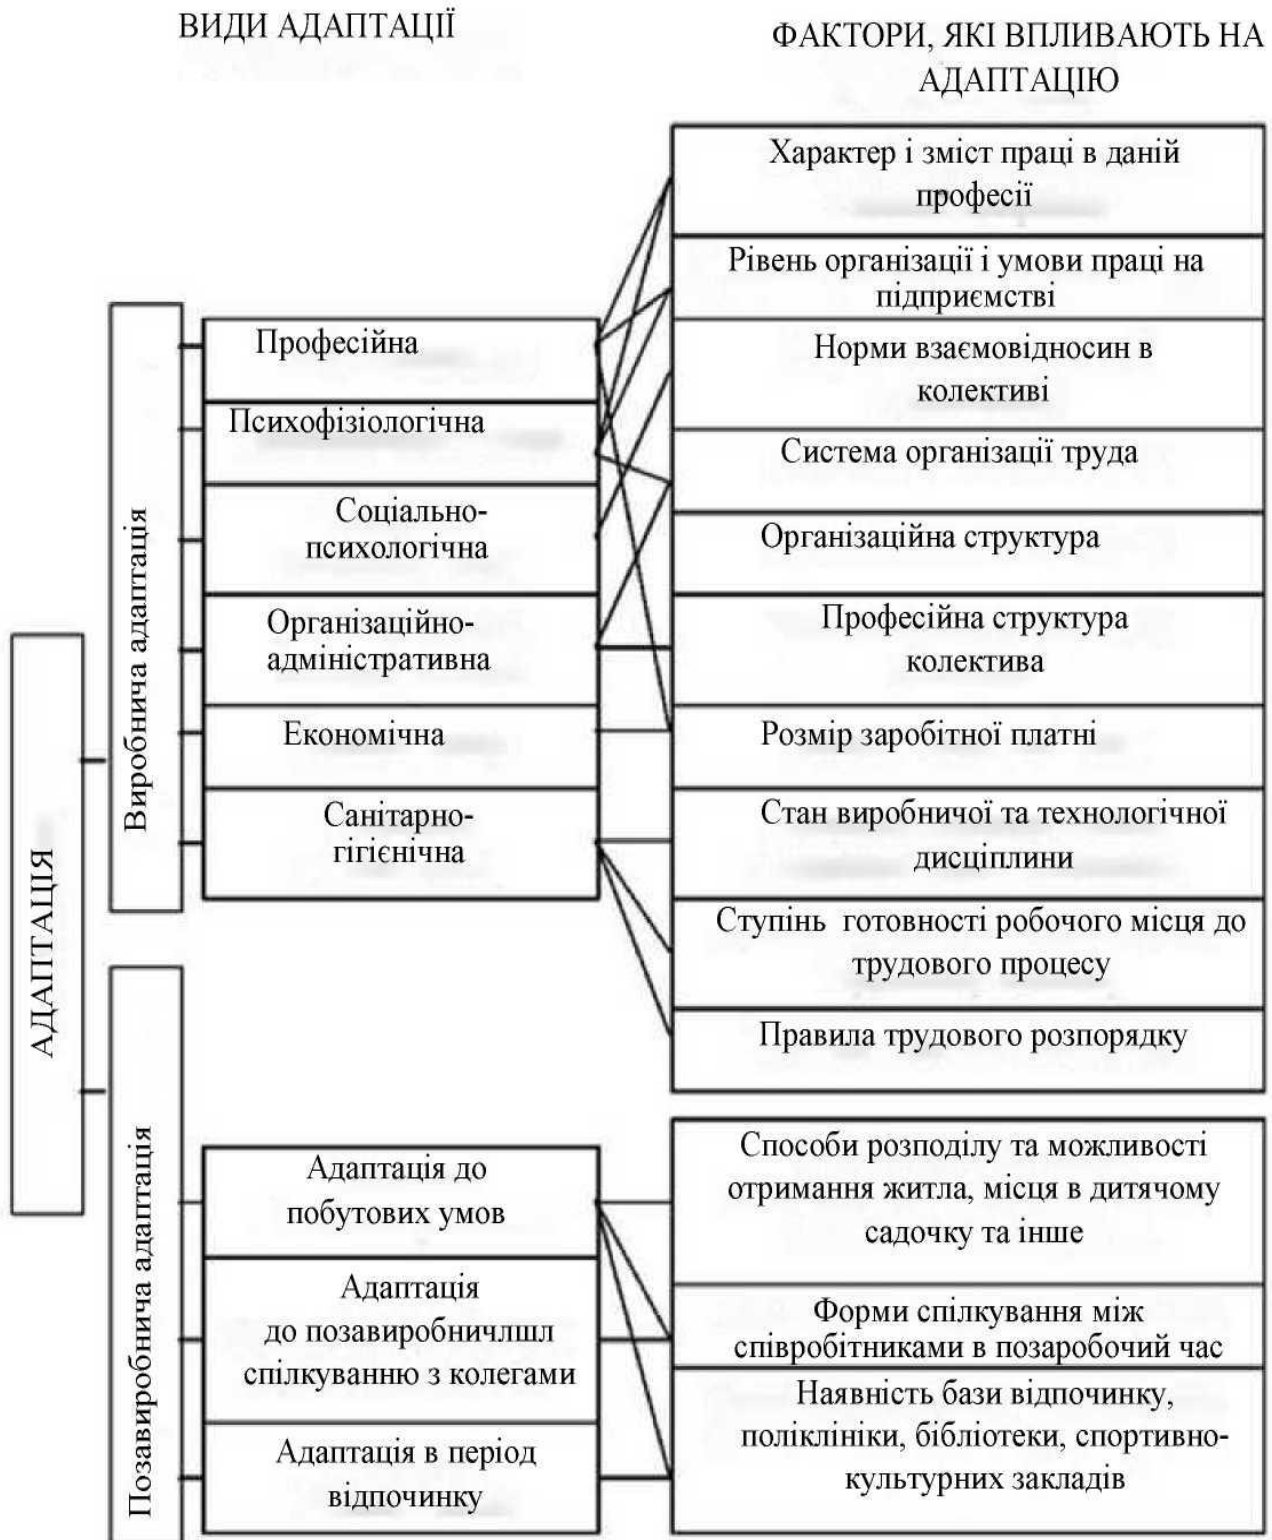 ВИДИ АДАПТАЦІЇ
ФАКТОРИ, ЯКІ ВПЛИВАЮТЬ НА
АДАПТАЦІЮ
АДАПТАЦІЯ
Виробнича адаптація
Професійна
Психофізіологічна
Соціально-
психологічна
Організаційно-
адміністративна
Економічна
Санітарно-
гігієнічна
Характер і зміст праці в даній
професії
Рівень організації і умови праці на
підприємстві
Норми взаємовідносин в
колективі
Система організації труда
Організаційна структура
Професійна структура
колектива
Розмір заробітної платні
Стан виробничої та технологічної
дисципліни
Ступінь готовності робочого місця до
трудового процесу
Правила трудового розпорядку
Позавиробнича адаптація
Адаптація до
побутових умов
Адаптація
до позавиробничлшл
спілкуванню з колегами
Адаптація в період
відпочинку
Способи розподілу та можливості
отримання житла, місця в дитячому
садочку та інше
Форми спілкування між
співробітниками в позаробочий час
Наявність бази відпочинку,
поліклініки, бібліотеки, спортивно-
культурних закладів